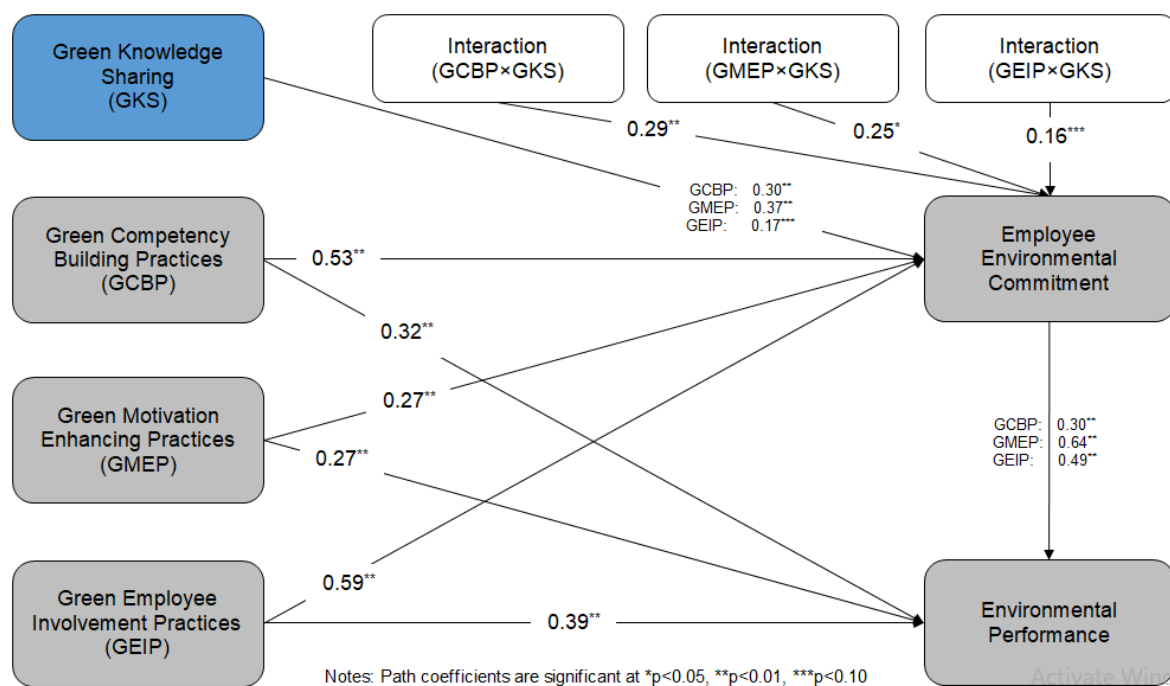 Green Knowledge
Sharing
(GKS)
Interaction
(GCBP×GKS)
Interaction
(GMEP×GKS)
Interaction
(GEIP×GKS)
0.29**
0.25*
0.16***
GCBP: 0.30**
GMEP: 0.37**
GEIP: 0.17***
Green Competency
Building Practices
(GCBP)
0.53**
Employee
Environmental
Commitment
0.32**
Green Motivation
Enhancing Practices
(GMEP)
0.27**
0.27**
GCBP: 0.30**
GMEP: 0.64**
GEIP: 0.49**
Green Employee
Involvement Practices
(GEIP)
0.59**
0.39**
Environmental
Performance
Notes: Path coefficients are significant at *p<0.05, **p<0.01, ***p<0.10
Activate